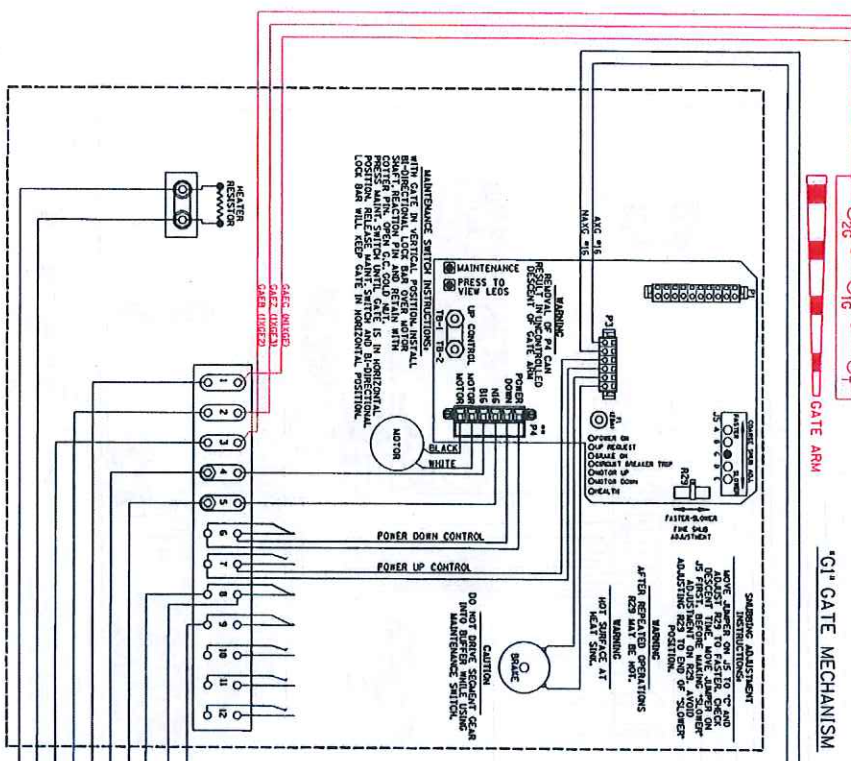 GATE ARM
"G1" GATE MECHANISM
HEATER
RESISTOR
GAEG (N1XGE)
GAEZ (1XGE3)
GAER (1XGE2)
MAINTENANCE SWITCH INSTRUCTIONS:
WITH GATE IN VERTICAL POSITION, INSTALL
BI-DIRECTIONAL LOCK BAR OVER MOTOR
SHAFT, REACTION PIN AND RETAIN WITH
COTTER PIN. OPEN G.C. GOLD NUT.
PRESS MAINT. SWITCH UNTIL GATE IS IN HORIZONTAL
POSITION. RELEASE MAINT. SWITCH AND BI-DIRECTIONAL
LOCK BAR WILL KEEP GATE IN HORIZONTAL POSITION.
AXG #16
NAXG #16
MAINTENANCE
PRESS TO
VIEW LEDS
WARNING
REMOVAL OF P4 CAN
RESULT IN UNCONTROLLED
DESCENT OF GATE ARM
UP CONTROL
TB-1 TB-2
POWER
DOWN
N16
B16
MOTOR
MOTOR
P4
**
BLACK
WHITE
MOTOR
P1
P3
POWER ON
UP REQUEST
BRAKE ON
CIRCUIT BREAKER TRIP
MOTOR UP
MOTOR DOWN
HEALTH
COARSE SNUB ADJ
FASTER SLOWER
J5 A B C D E
R29
FASTER-SLOWER
FINE SNUB
ADJUSTMENT
SNUBBING ADJUSTMENT
INSTRUCTIONS:
MOVE JUMPER ON J5 TO "C" AND
ADJUST R29 TO FASTER. CHECK
DESCENT TIME. MOVE JUMPER ON
J5 FIRST, BEFORE MAKING "SLOWER"
ADJUSTMENT ON R29. AVOID
ADJUSTING R29 TO END OF "SLOWER"
POSITION.
WARNING
AFTER REPEATED OPERATIONS
R29 MAY BE HOT.
WARNING
HOT SURFACE AT
HEAT SINK.
BRAKE
CAUTION
DO NOT DRIVE SEGMENT GEAR
INTO BUFFER WHILE USING
MAINTENANCE SWITCH.
POWER DOWN CONTROL
POWER UP CONTROL
1
2
3
4
5
6
7
8
9
10
11
12